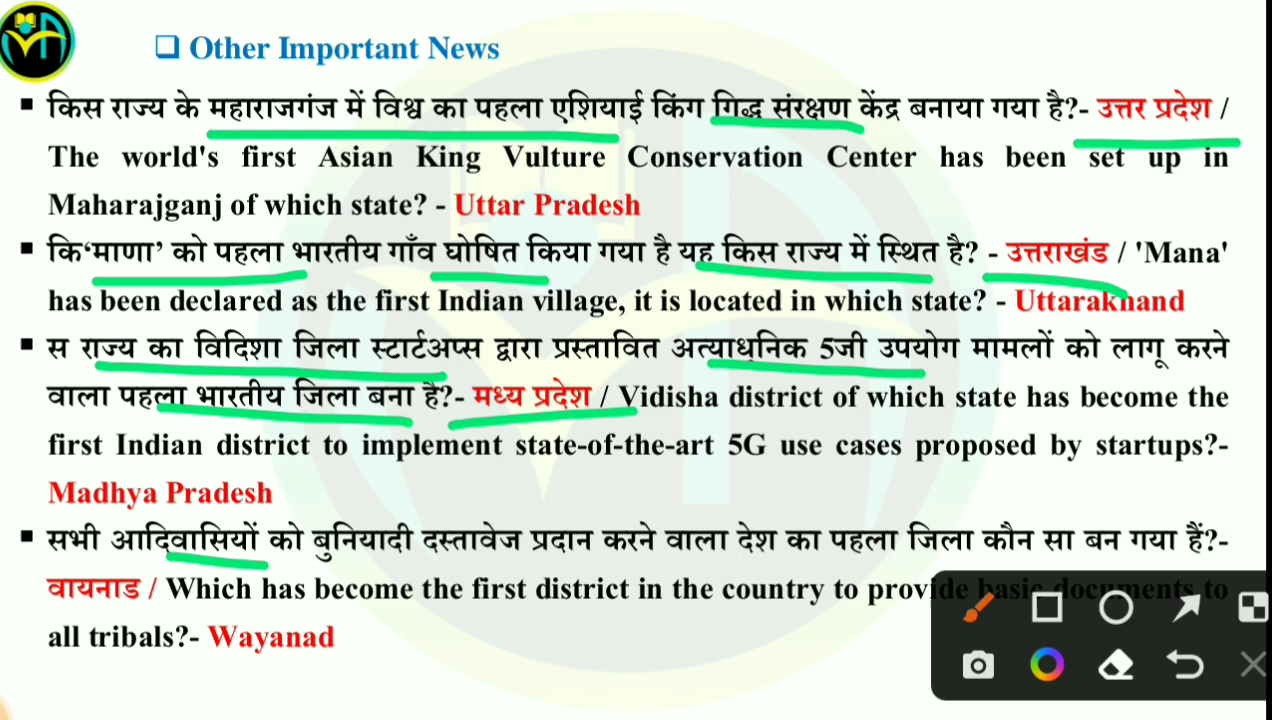 Other Important News
किस राज्य के महाराजगंज में विश्व का पहला एशियाई किंग गिद्ध संरक्षण केंद्र बनाया गया है?- उत्तर प्रदेश /
The world's first Asian King Vulture Conservation Center has been set up in
Maharajganj of which state? - Uttar Pradesh
कि‘माणा’ को पहला भारतीय गाँव घोषित किया गया है यह किस राज्य में स्थित है? - उत्तराखंड / 'Mana'
has been declared as the first Indian village, it is located in which state? - Uttarakhand
स राज्य का विदिशा जिला स्टार्टअप्स द्वारा प्रस्तावित अत्याधुनिक 5जी उपयोग मामलों को लागू करने
वाला पहला भारतीय जिला बना है?- मध्य प्रदेश / Vidisha district of which state has become the
first Indian district to implement state-of-the-art 5G use cases proposed by startups?-
Madhya Pradesh
सभी आदिवासियों को बुनियादी दस्तावेज प्रदान करने वाला देश का पहला जिला कौन सा बन गया हैं?-
वायनाड / Which has become the first district in the country to provide basic documents to
all tribals?- Wayanad